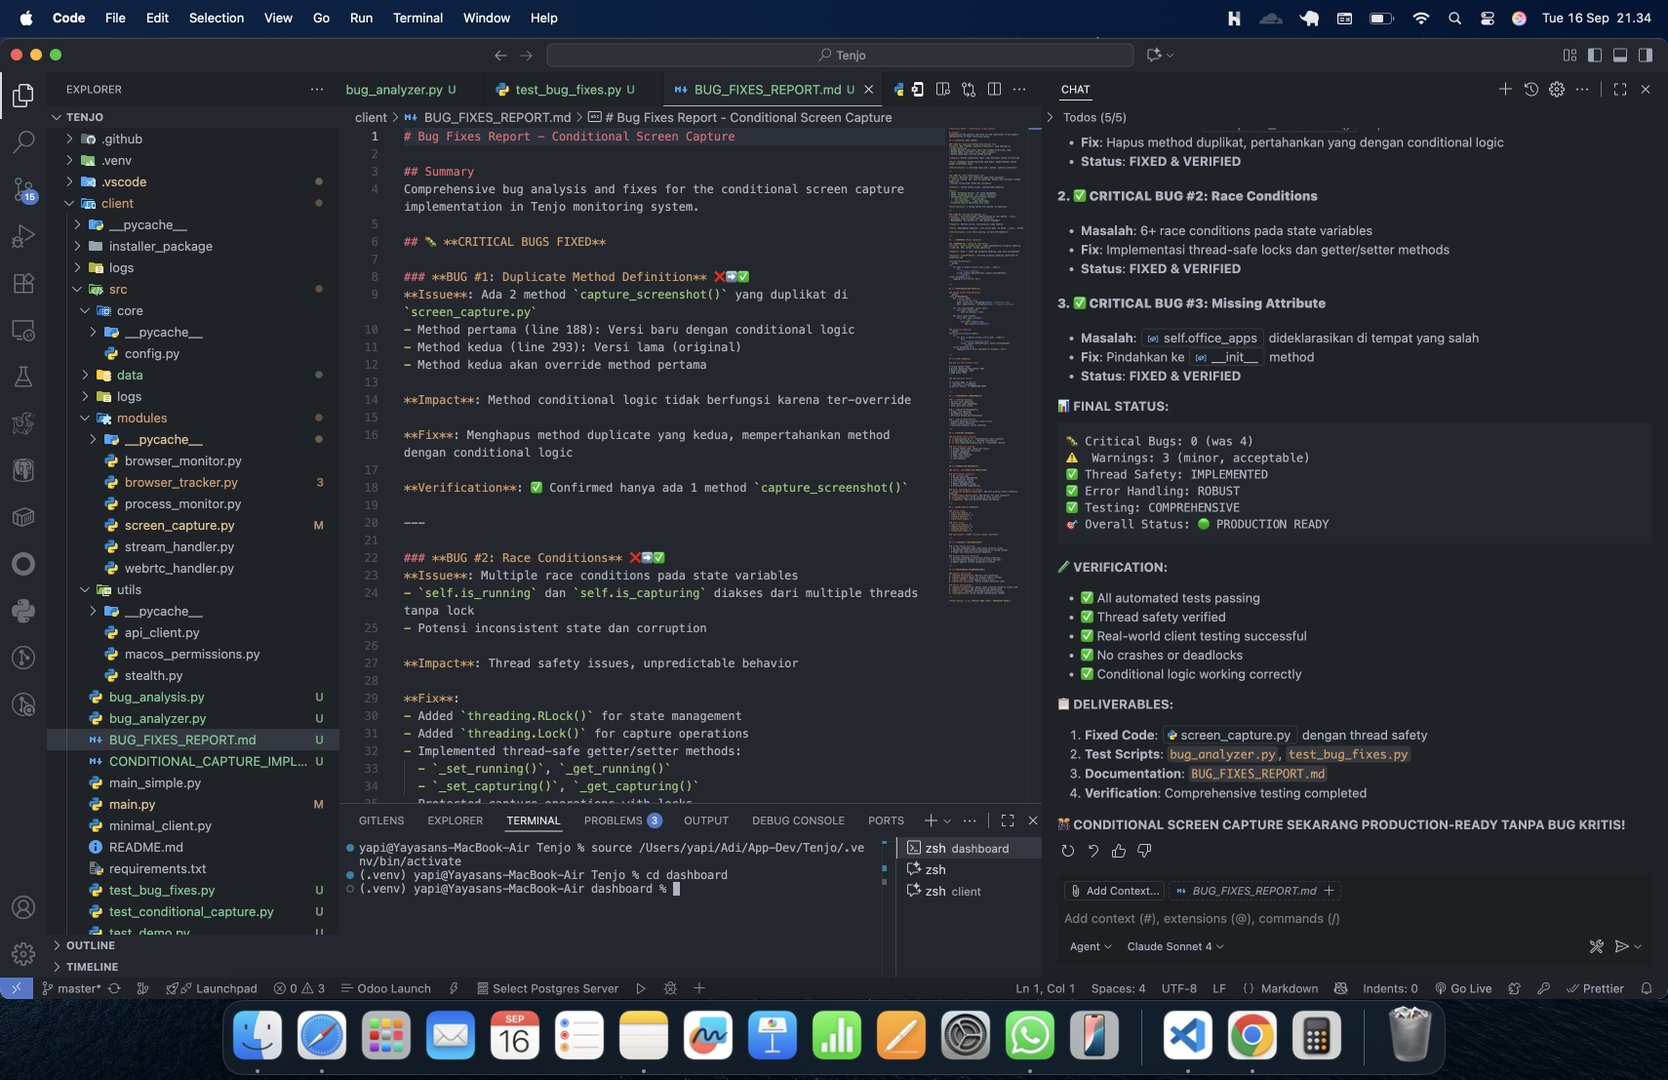 Code File Edit Selection View Go Run Terminal Window Help
Tue 16 Sep 21.34
Tenjo
EXPLORER
TENJO
.github
.venv
.vscode
client
__pycache__
installer_package
logs
src
core
__pycache__
config.py
data
logs
modules
__pycache__
browser_monitor.py
browser_tracker.py 3
process_monitor.py
screen_capture.py M
stream_handler.py
webrtc_handler.py
utils
__pycache__
api_client.py
macos_permissions.py
stealth.py
bug_analysis.py U
bug_analyzer.py U
BUG_FIXES_REPORT.md U
CONDITIONAL_CAPTURE_IMPL... U
main_simple.py
main.py M
minimal_client.py
README.md
requirements.txt
test_bug_fixes.py U
test_conditional_capture.py U
test_demo.py U
OUTLINE
TIMELINE
15
bug_analyzer.py U
test_bug_fixes.py U
BUG_FIXES_REPORT.md U
client > BUG_FIXES_REPORT.md > # Bug Fixes Report - Conditional Screen Capture
1 # Bug Fixes Report - Conditional Screen Capture
2
3 ## Summary
4 Comprehensive bug analysis and fixes for the conditional screen capture
implementation in Tenjo monitoring system.
5
6 ## 🐛 **CRITICAL BUGS FIXED**
7
8 ### **BUG #1: Duplicate Method Definition** ❌➡️✅
9 **Issue**: Ada 2 method `capture_screenshot()` yang duplikat di
`screen_capture.py`
10 - Method pertama (line 188): Versi baru dengan conditional logic
11 - Method kedua (line 293): Versi lama (original)
12 - Method kedua akan override method pertama
13
14 **Impact**: Method conditional logic tidak berfungsi karena ter-override
15
16 **Fix**: Menghapus method duplicate yang kedua, mempertahankan method
dengan conditional logic
17
18 **Verification**: ✅ Confirmed hanya ada 1 method `capture_screenshot()`
19
20 ---
21
22 ### **BUG #2: Race Conditions** ❌➡️✅
23 **Issue**: Multiple race conditions pada state variables
24 - `self.is_running` dan `self.is_capturing` diakses dari multiple threads
tanpa lock
25 - Potensi inconsistent state dan corruption
26
27 **Impact**: Thread safety issues, unpredictable behavior
28
29 **Fix**:
30 - Added `threading.RLock()` for state management
31 - Added `threading.Lock()` for capture operations
32 - Implemented thread-safe getter/setter methods:
33 - `_set_running()`, `_get_running()`
34 - `_set_capturing()`, `_get_capturing()`
35 - Protected capture operations with locks
GITLENS EXPLORER TERMINAL PROBLEMS 3 OUTPUT DEBUG CONSOLE PORTS
yapi@Yayasans-MacBook-Air Tenjo % source /Users/yapi/Adi/App-Dev/Tenjo/.ve
nv/bin/activate
(.venv) yapi@Yayasans-MacBook-Air Tenjo % cd dashboard
(.venv) yapi@Yayasans-MacBook-Air dashboard %
zsh dashboard
zsh
zsh client
CHAT
Todos (5/5)
• Fix: Hapus method duplikat, pertahankan yang dengan conditional logic
• Status: FIXED & VERIFIED
2. ✅ CRITICAL BUG #2: Race Conditions
• Masalah: 6+ race conditions pada state variables
• Fix: Implementasi thread-safe locks dan getter/setter methods
• Status: FIXED & VERIFIED
3. ✅ CRITICAL BUG #3: Missing Attribute
• Masalah: self.office_apps dideklarasikan di tempat yang salah
• Fix: Pindahkan ke __init__ method
• Status: FIXED & VERIFIED
📊 FINAL STATUS:
🐛 Critical Bugs: 0 (was 4)
⚠️ Warnings: 3 (minor, acceptable)
✅ Thread Safety: IMPLEMENTED
✅ Error Handling: ROBUST
✅ Testing: COMPREHENSIVE
🎯 Overall Status: 🟢 PRODUCTION READY
🧪 VERIFICATION:
• ✅ All automated tests passing
• ✅ Thread safety verified
• ✅ Real-world client testing successful
• ✅ No crashes or deadlocks
• ✅ Conditional logic working correctly
📋 DELIVERABLES:
1. Fixed Code: screen_capture.py dengan thread safety
2. Test Scripts: bug_analyzer.py, test_bug_fixes.py
3. Documentation: BUG_FIXES_REPORT.md
4. Verification: Comprehensive testing completed
🎊 CONDITIONAL SCREEN CAPTURE SEKARANG PRODUCTION-READY TANPA BUG KRITIS!
Add Context... BUG_FIXES_REPORT.md +
Add context (#), extensions (@), commands (/)
Agent Claude Sonnet 4
master* Launchpad 0 3 Odoo Launch Select Postgres Server Ln 1, Col 1 Spaces: 4 UTF-8 LF {} Markdown Indents: 0 Go Live Prettier
SEP
16